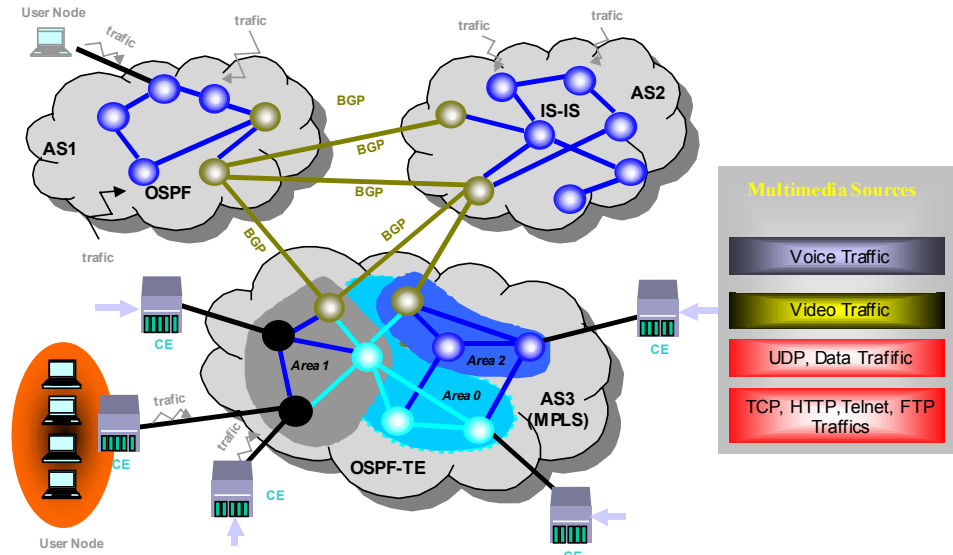 User Node
trafic
trafic
trafic
BGP
IS-IS
AS2
AS1
BGP
OSPF
BGP
Multimedia Sources
BGP
BGP
trafic
Voice Traffic
Video Traffic
CE
CE
Area 1
Area 2
UDP, Data Trafific
Area 0
trafic
AS3
(MPLS)
TCP, HTTP,Telnet, FTP
Traffics
trafic
CE
OSPF-TE
CE
User Node
CE